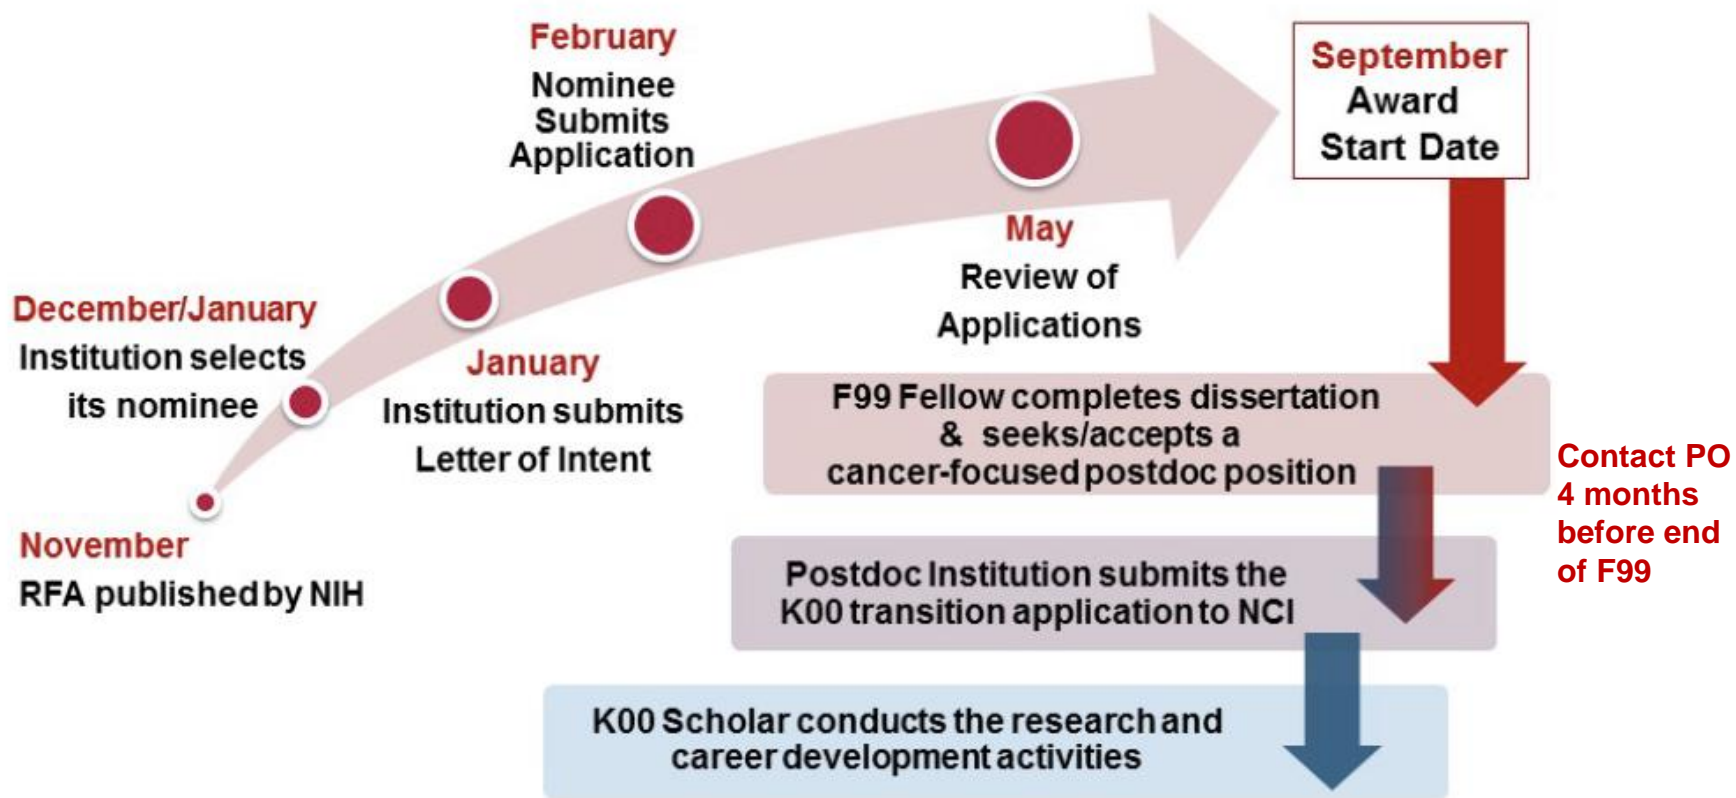 February
Nominee
Submits
Application
September
Award
Start Date
May
Review of
Applications
December/January
Institution selects
its nominee
January
Institution submits
Letter of Intent
November
RFA published by NIH
F99 Fellow completes dissertation
& seeks/accepts a
cancer-focused postdoc position
Contact PO
4 months
before end
of F99
Postdoc Institution submits the
K00 transition application to NCI
K00 Scholar conducts the research and
career development activities